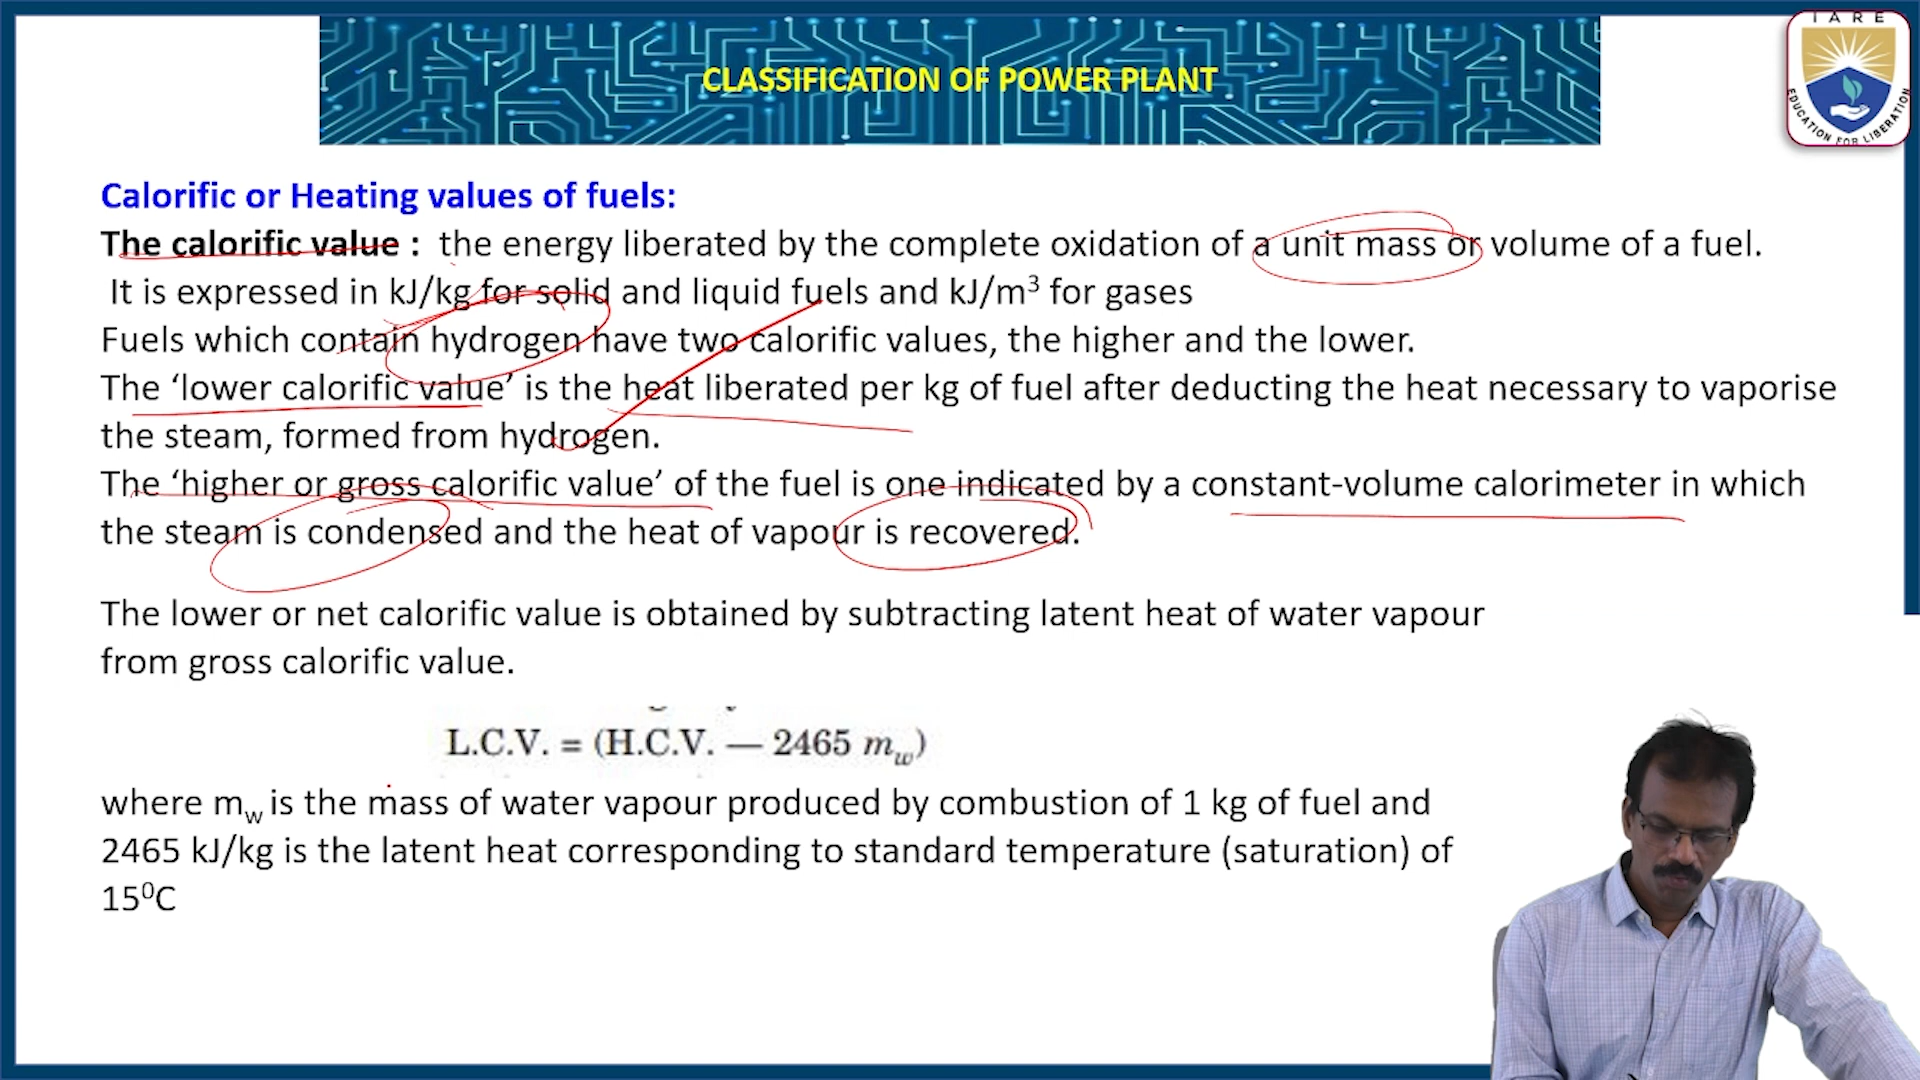 IARE
EDUCATION FOR LIBERATION
CLASSIFICATION OF POWER PLANT
Calorific or Heating values of fuels:
The calorific value : the energy liberated by the complete oxidation of a unit mass or volume of a fuel.
It is expressed in kJ/kg for solid and liquid fuels and kJ/m³ for gases
Fuels which contain hydrogen have two calorific values, the higher and the lower.
The ‘lower calorific value’ is the heat liberated per kg of fuel after deducting the heat necessary to vaporise
the steam, formed from hydrogen.
The ‘higher or gross calorific value’ of the fuel is one indicated by a constant-volume calorimeter in which
the steam is condensed and the heat of vapour is recovered.
The lower or net calorific value is obtained by subtracting latent heat of water vapour
from gross calorific value.
L.C.V. = (H.C.V. — 2465 m_w)
where m_w is the mass of water vapour produced by combustion of 1 kg of fuel and
2465 kJ/kg is the latent heat corresponding to standard temperature (saturation) of
15⁰C